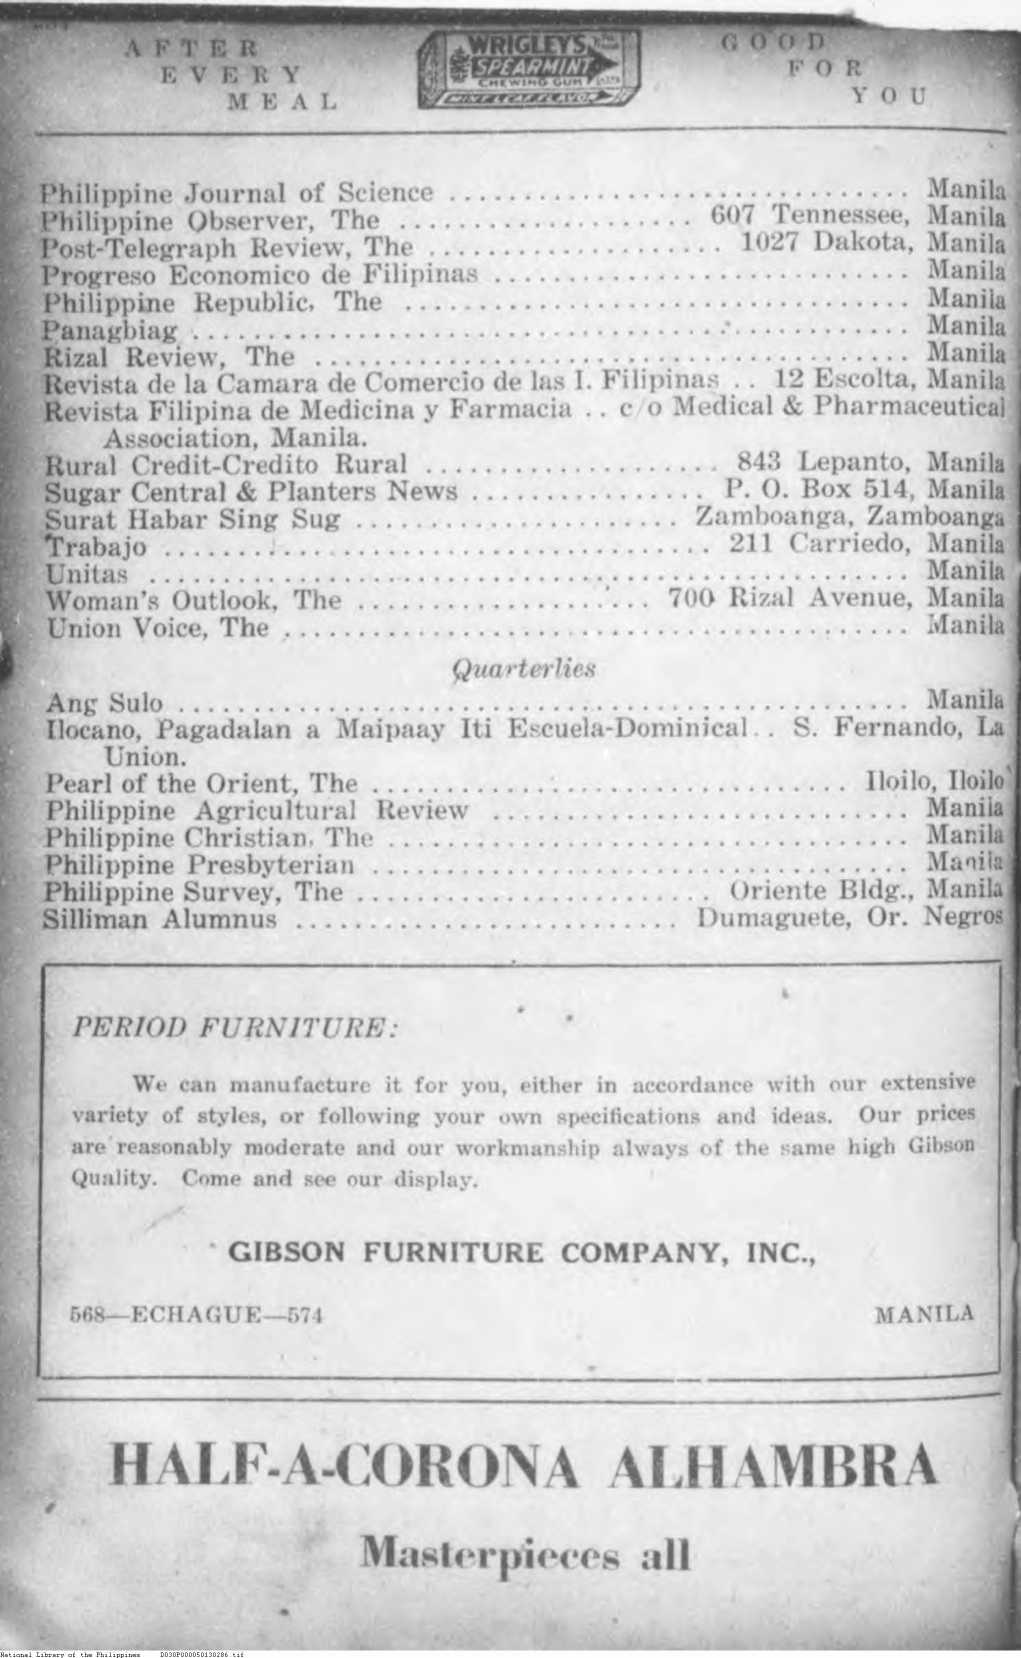 AFTER
EVERY
MEAL
WRIGLEY'S
SPEARMINT
CHEWING GUM
MINT LEAF FLAVOR
GOOD
FOR
YOU
Philippine Journal of Science ................................ Manila
Philippine Observer, The .................... 607 Tennessee, Manila
Post-Telegraph Review, The .................... 1027 Dakota, Manila
Progreso Economico de Filipinas ............................ Manila
Philippine Republic, The .................................. Manila
Panagbiag ................................................ Manila
Rizal Review, The ........................................ Manila
Revista de la Camara de Comercio de las I. Filipinas .. 12 Escolta, Manila
Revista Filipina de Medicina y Farmacia .. c/o Medical & Pharmaceutical
Association, Manila.
Rural Credit-Credito Rural .................... 843 Lepanto, Manila
Sugar Central & Planters News ................ P. O. Box 514, Manila
Surat Habar Sing Sug ...................... Zamboanga, Zamboanga
Trabajo ...................................... 211 Carriedo, Manila
Unitas .................................................... Manila
Woman's Outlook, The .................... 700 Rizal Avenue, Manila
Union Voice, The .......................................... Manila
Quarterlies
Ang Sulo .................................................. Manila
Ilocano, Pagadalan a Maipaay Iti Escuela-Dominical.. S. Fernando, La
Union.
Pearl of the Orient, The ................................ Iloilo, Iloilo
Philippine Agricultural Review ............................ Manila
Philippine Christian, The .................................. Manila
Philippine Presbyterian .................................... Manila
Philippine Survey, The ........................ Oriente Bldg., Manila
Silliman Alumnus .......................... Dumaguete, Or. Negros
PERIOD FURNITURE:
We can manufacture it for you, either in accordance with our extensive
variety of styles, or following your own specifications and ideas. Our prices
are reasonably moderate and our workmanship always of the same high Gibson
Quality. Come and see our display.
GIBSON FURNITURE COMPANY, INC.,
568—ECHAGUE—574 MANILA
HALF-A-CORONA ALHAMBRA
Masterpieces all
National Library of the Philippines D030P000050130286.tif